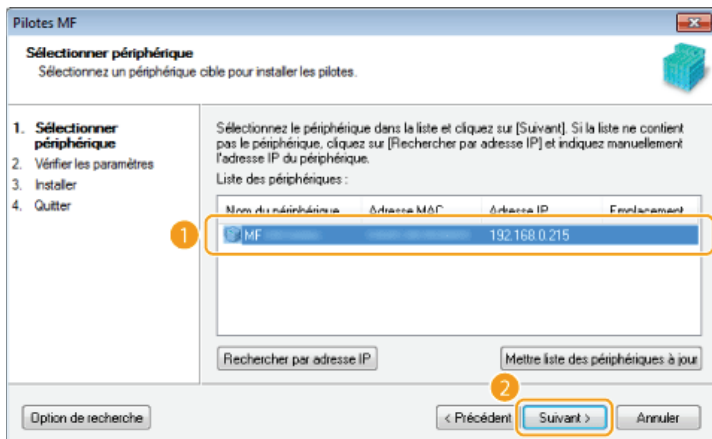 Pilotes MF
Sélectionner périphérique
Sélectionnez un périphérique cible pour installer les pilotes.
1. Sélectionner
périphérique
2. Vérifier les paramètres
3. Installer
4. Quitter
Sélectionnez le périphérique dans la liste et cliquez sur [Suivant]. Si la liste ne contient
pas le périphérique, cliquez sur [Rechercher par adresse IP] et indiquez manuellement
l'adresse IP du périphérique.
Liste des périphériques :
Nom du périphérique Adresse MAC Adresse IP Emplacement
1 MF 192.168.0.215
Rechercher par adresse IP Mettre liste des périphériques à jour
2
Option de recherche < Précédent Suivant > Annuler